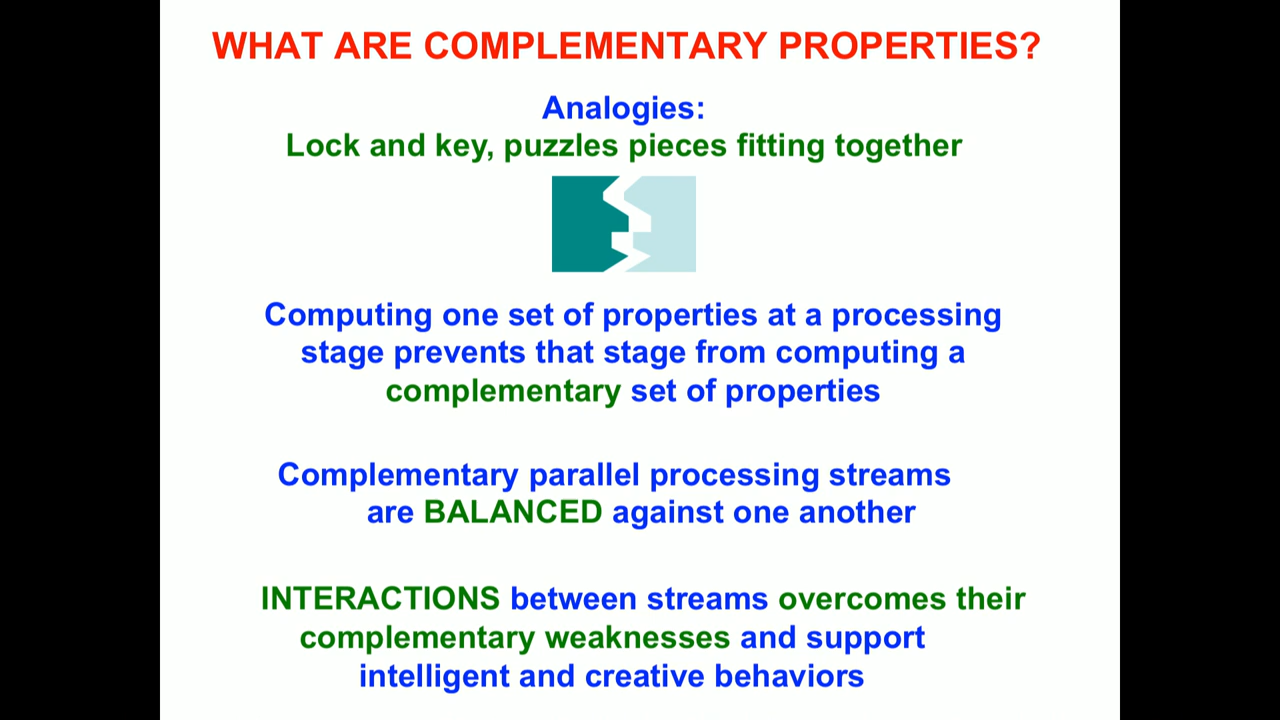 WHAT ARE COMPLEMENTARY PROPERTIES?
Analogies:
Lock and key, puzzles pieces fitting together
Computing one set of properties at a processing
stage prevents that stage from computing a
complementary set of properties
Complementary parallel processing streams
are BALANCED against one another
INTERACTIONS between streams overcomes their
complementary weaknesses and support
intelligent and creative behaviors